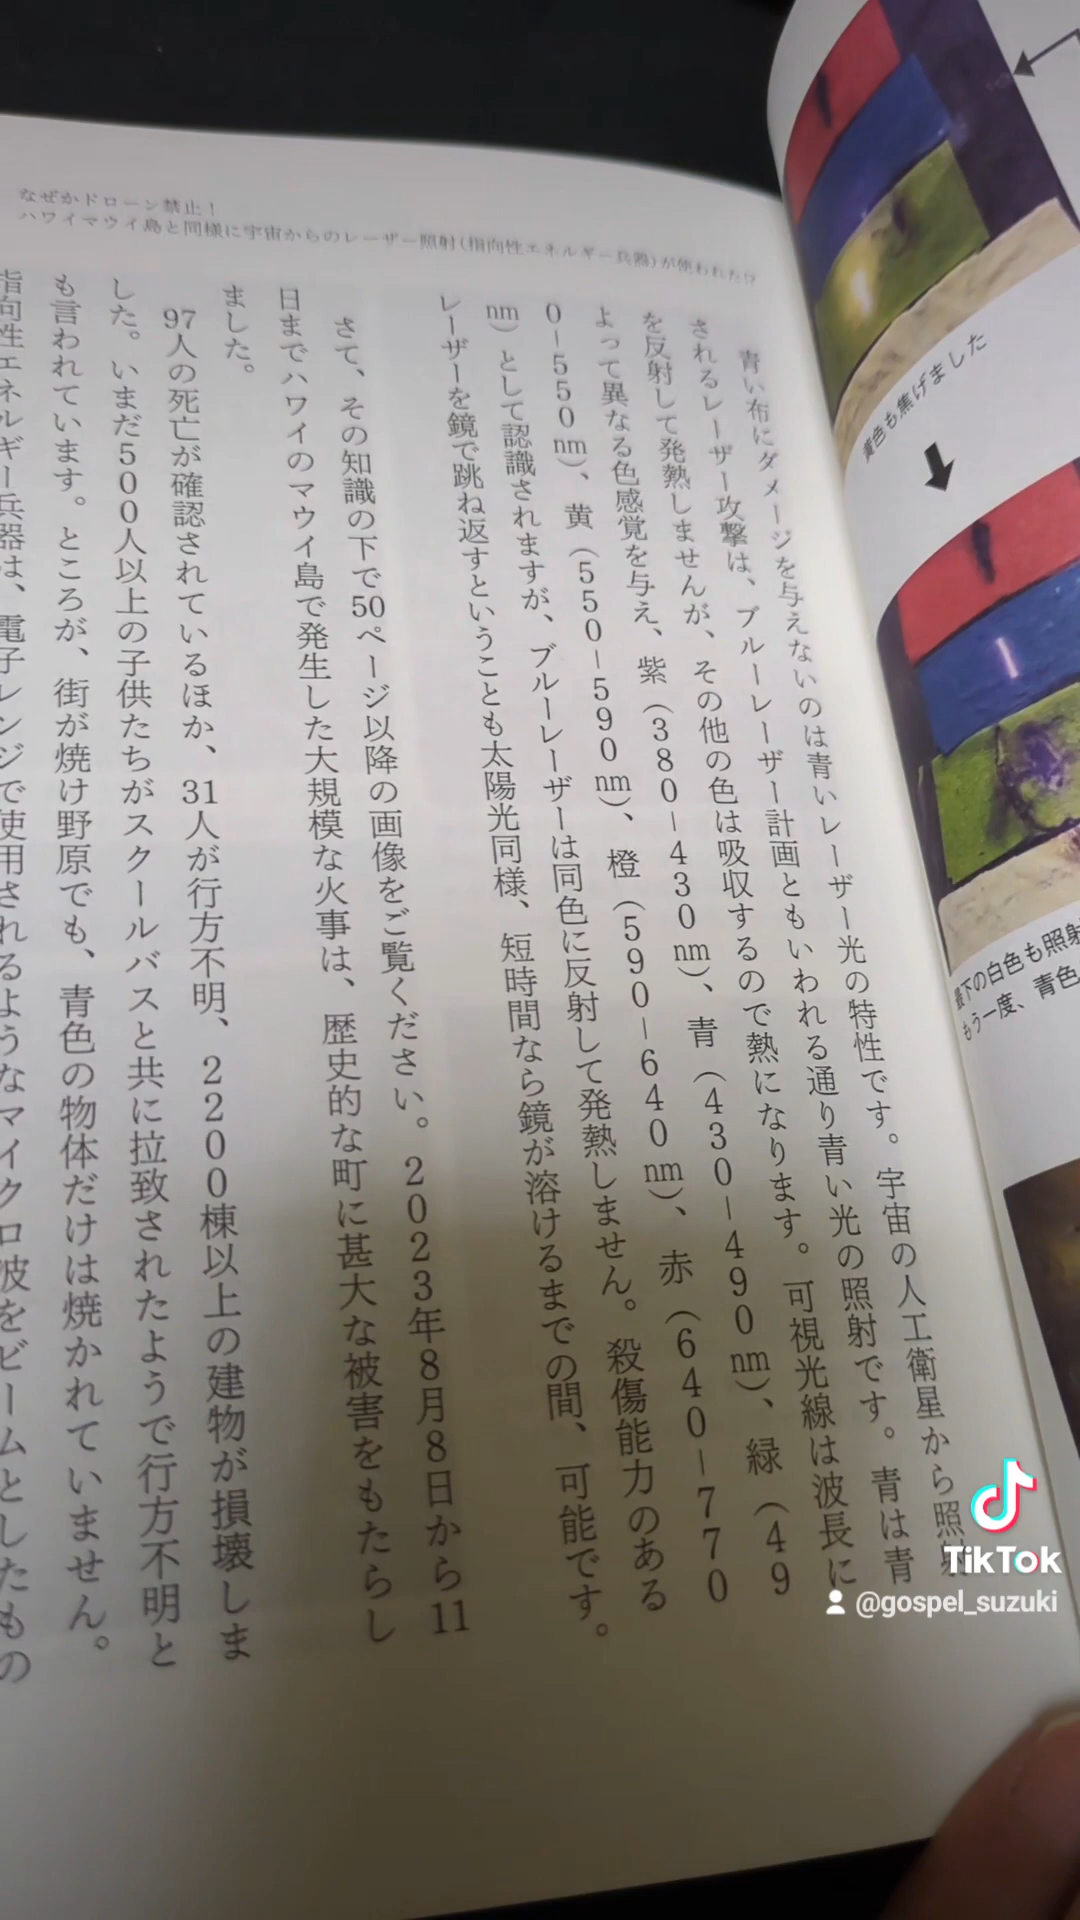 なぜかドローン禁止！
ハワイマウイ島と同様に宇宙からのレーザー照射(指向性エネルギー兵器)が使われた!?
青い布にダメージを与えないのは青いレーザー光の特性です。宇宙の人工衛星から照射
されるレーザー攻撃は、ブルーレーザー計画ともいわれる通り青い光の照射です。青は青
を反射して発熱しませんが、その他の色は吸収するので熱になります。可視光線は波長に
よって異なる色感覚を与え、紫（380–430㎚）、青（430–490㎚）、緑（49
0–550㎚）、黄（550–590㎚）、橙（590–640㎚）、赤（640–770
㎚）として認識されますが、ブルーレーザーは同色に反射して発熱しません。殺傷能力のある
レーザーを鏡で跳ね返すということも太陽光同様、短時間なら鏡が溶けるまでの間、可能です。
さて、その知識の下で50ページ以降の画像をご覧ください。2023年8月8日から11
日までハワイのマウイ島で発生した大規模な火事は、歴史的な町に甚大な被害をもたらし
ました。
97人の死亡が確認されているほか、31人が行方不明、2200棟以上の建物が損壊しま
した。いまだ500人以上の子供たちがスクールバスと共に拉致されたようで行方不明と
も言われています。ところが、街が焼け野原でも、青色の物体だけは焼かれていません。
指向性エネルギー兵器は、電子レンジで使用されるようなマイクロ波をビームとしたもの
黄色も焦げました
最下の白色も照射
もう一度、青色
TikTok
@gospel_suzuki